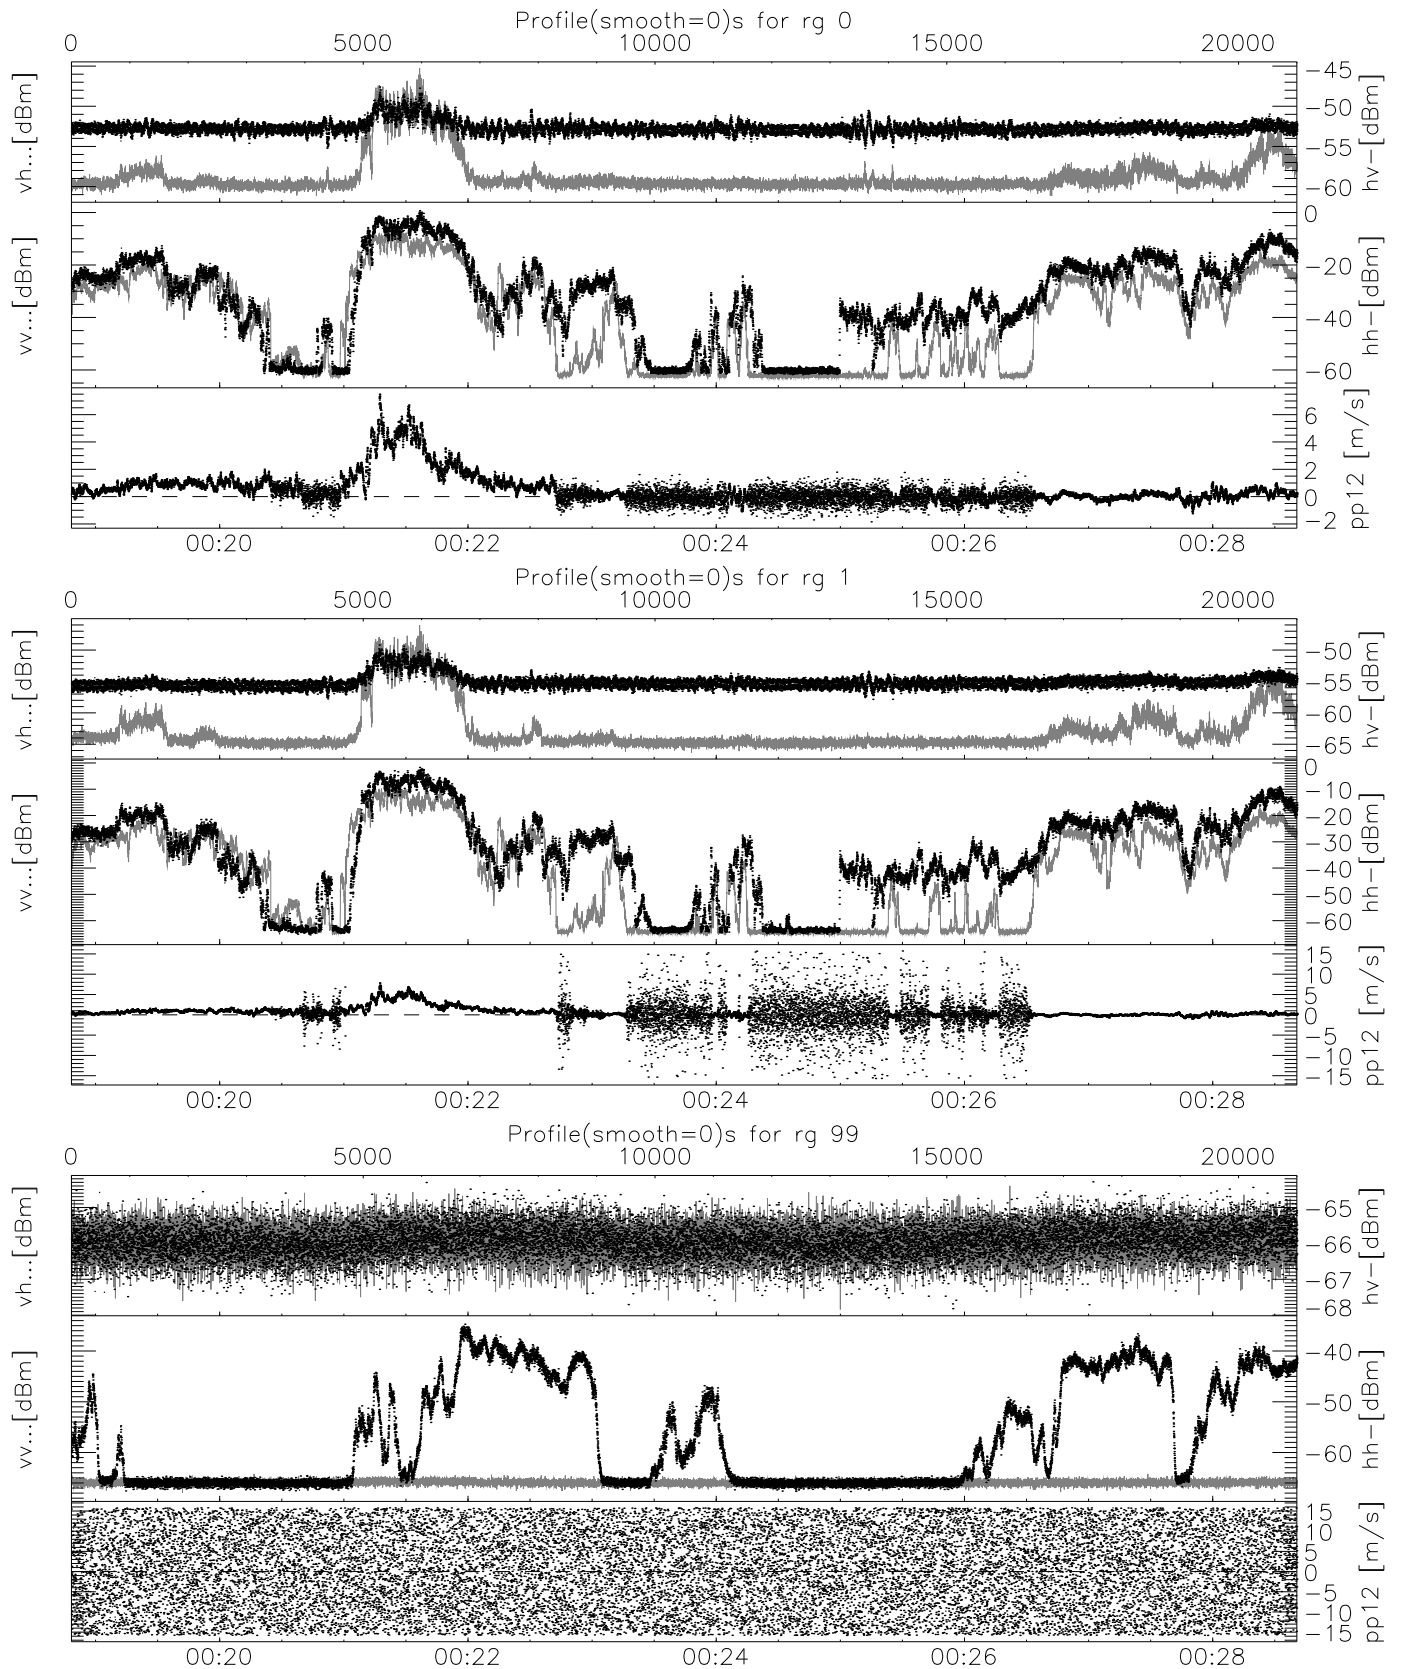 Profile(smooth=0)s for rg 0
0 5000 10000 15000 20000
vh...[dBm]
-45
-50
-55
-60
hv-[dBm]
vv...[dBm]
0
-20
-40
-60
hh-[dBm]
6
4
2
0
-2
pp12 [m/s]
00:20 00:22 00:24 00:26 00:28
Profile(smooth=0)s for rg 1
0 5000 10000 15000 20000
vh...[dBm]
-50
-55
-60
-65
hv-[dBm]
vv...[dBm]
0
-10
-20
-30
-40
-50
-60
hh-[dBm]
15
10
5
0
-5
-10
-15
pp12 [m/s]
00:20 00:22 00:24 00:26 00:28
Profile(smooth=0)s for rg 99
0 5000 10000 15000 20000
vh...[dBm]
-65
-66
-67
-68
hv-[dBm]
vv...[dBm]
-40
-50
-60
hh-[dBm]
15
10
5
0
-5
-10
-15
pp12 [m/s]
00:20 00:22 00:24 00:26 00:28